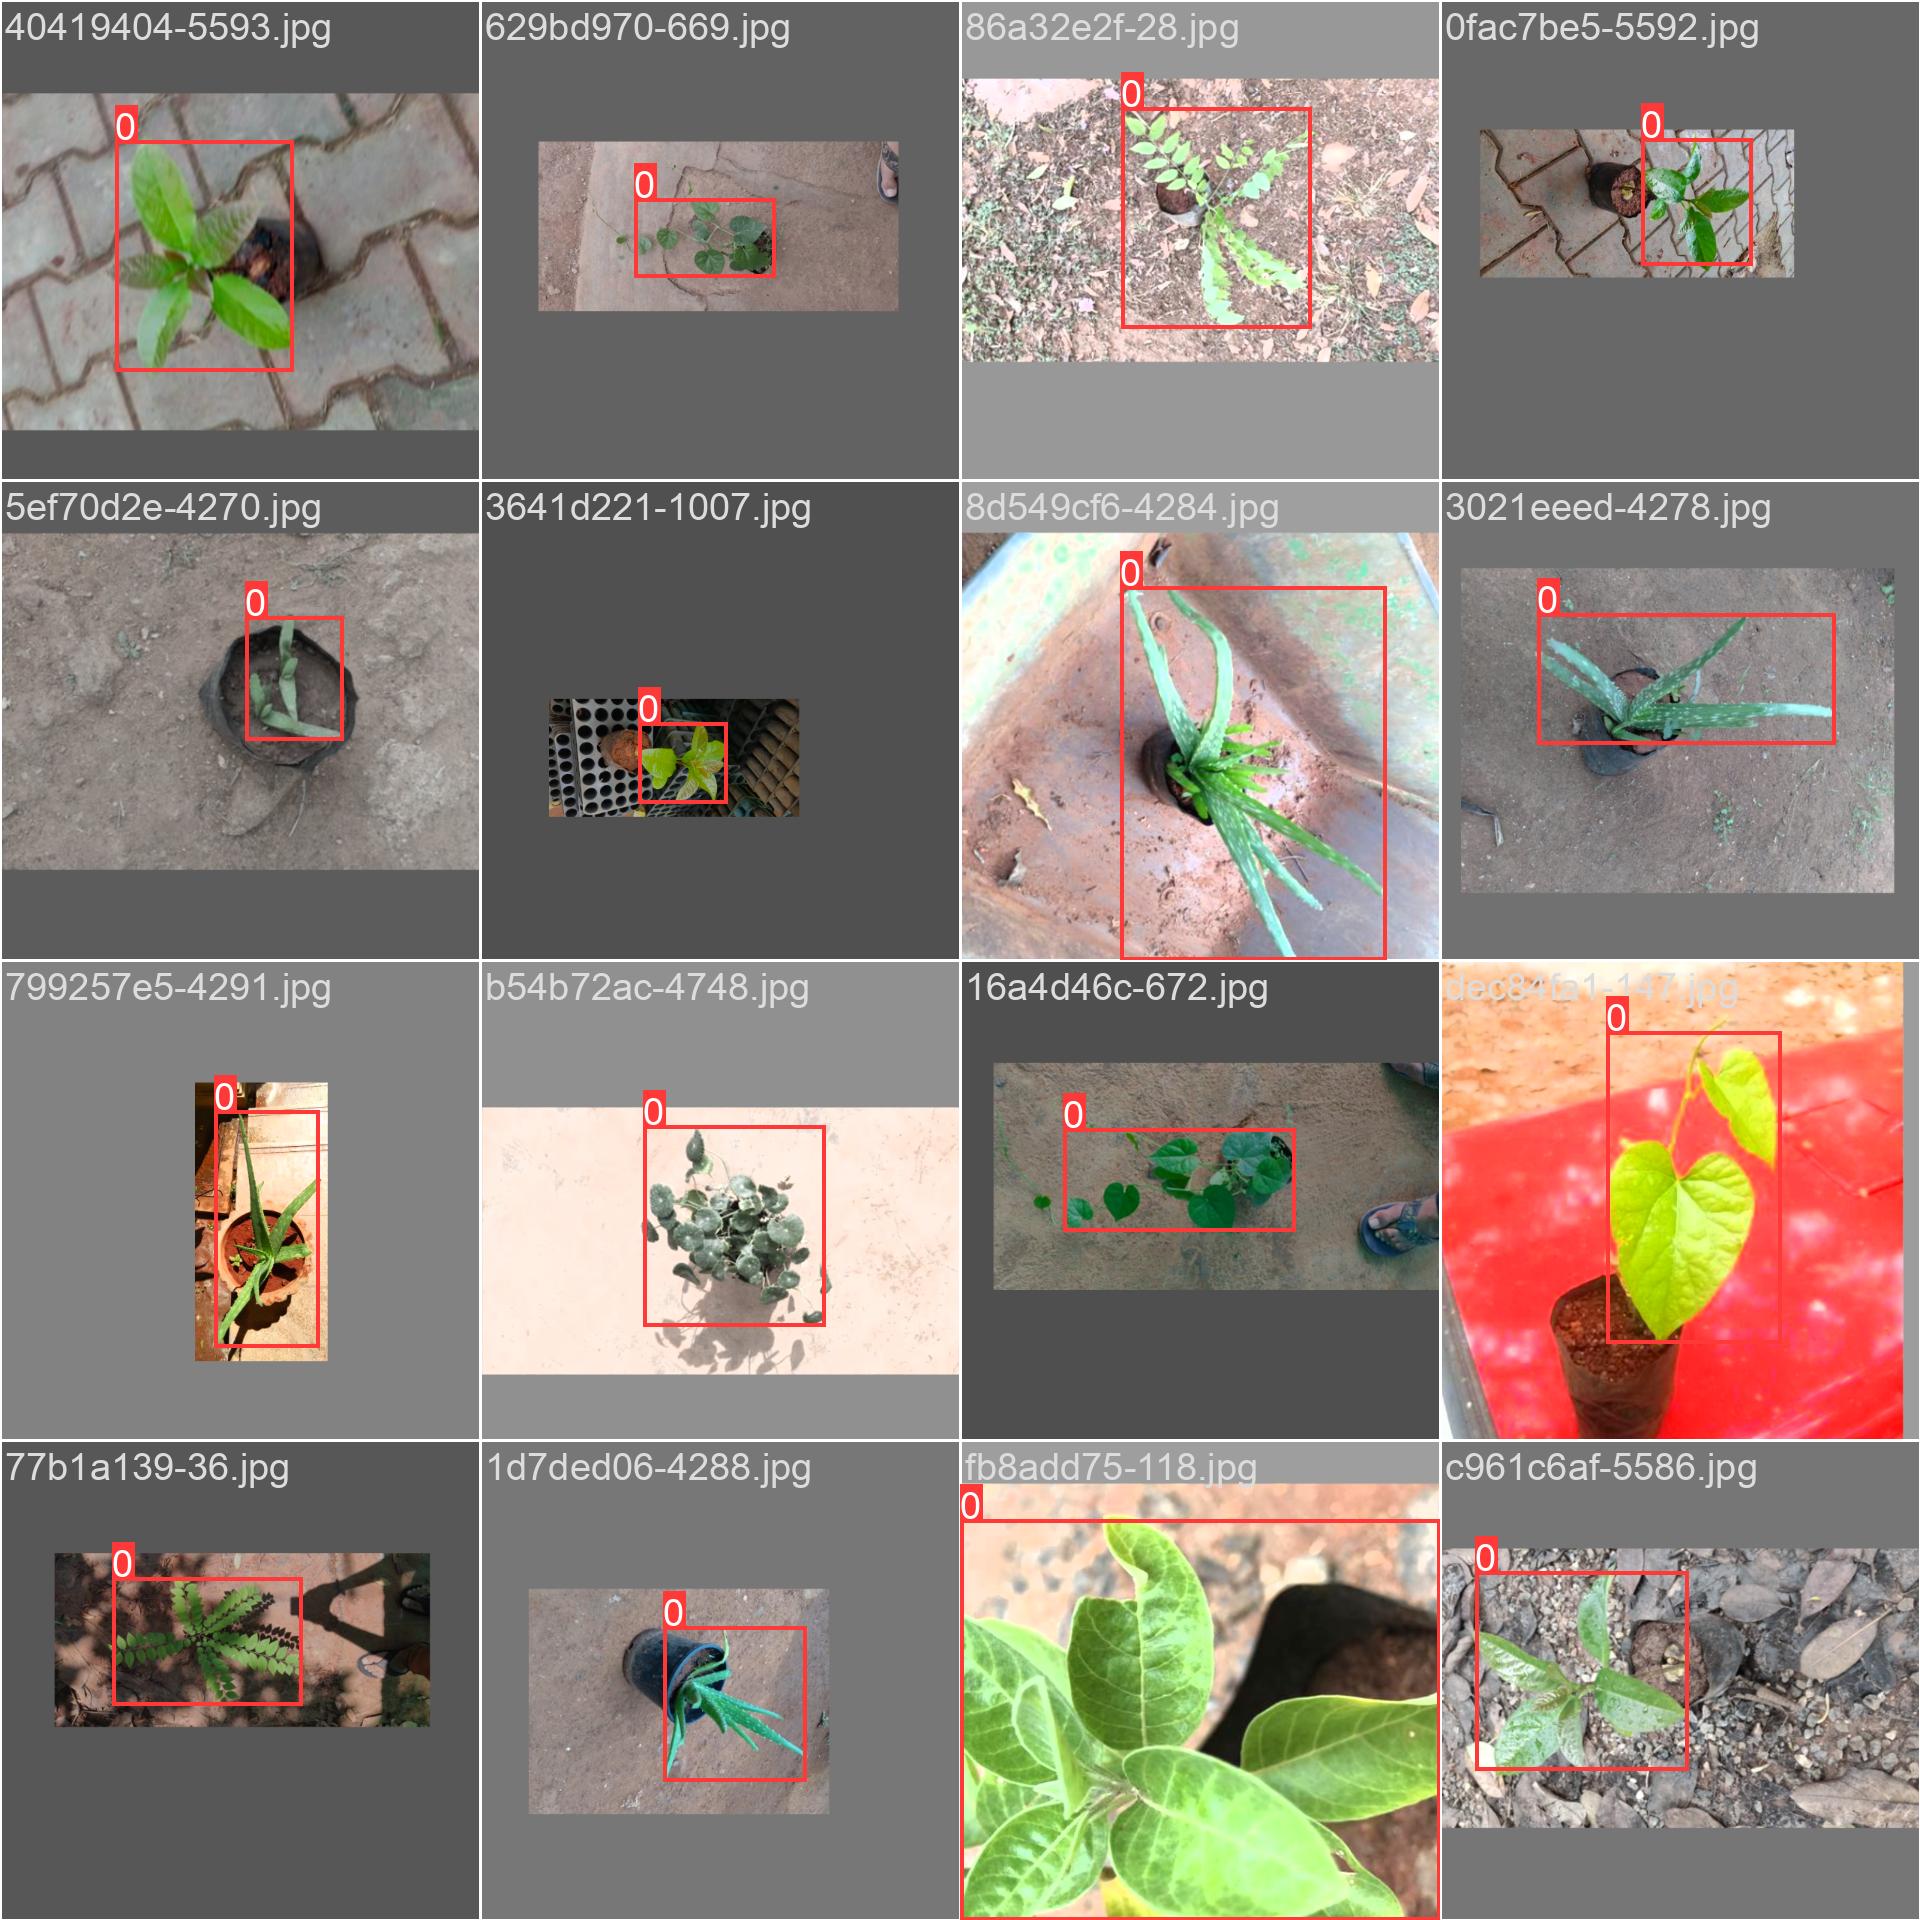 40419404-5593.jpg
629bd970-669.jpg
86a32e2f-28.jpg
0fac7be5-5592.jpg
0
0
0
0
5ef70d2e-4270.jpg
3641d221-1007.jpg
8d549cf6-4284.jpg
3021eeed-4278.jpg
0
0
0
0
799257e5-4291.jpg
b54b72ac-4748.jpg
16a4d46c-672.jpg
dec84fa1-147.jpg
0
0
0
0
77b1a139-36.jpg
1d7ded06-4288.jpg
fb8add75-118.jpg
c961c6af-5586.jpg
0
0
0
0